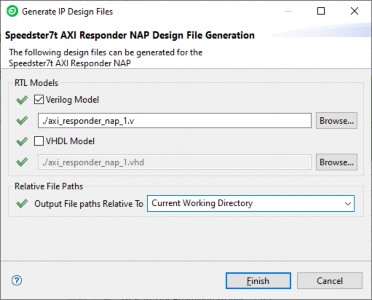 Generate IP Design Files
Speedster7t AXI Responder NAP Design File Generation
The following design files can be generated for the
Speedster7t AXI Responder NAP
RTL Models
Verilog Model
./axi_responder_nap_1.v Browse...
VHDL Model
./axi_responder_nap_1.vhd Browse...
Relative File Paths
Output File paths Relative To Current Working Directory
? Finish Cancel